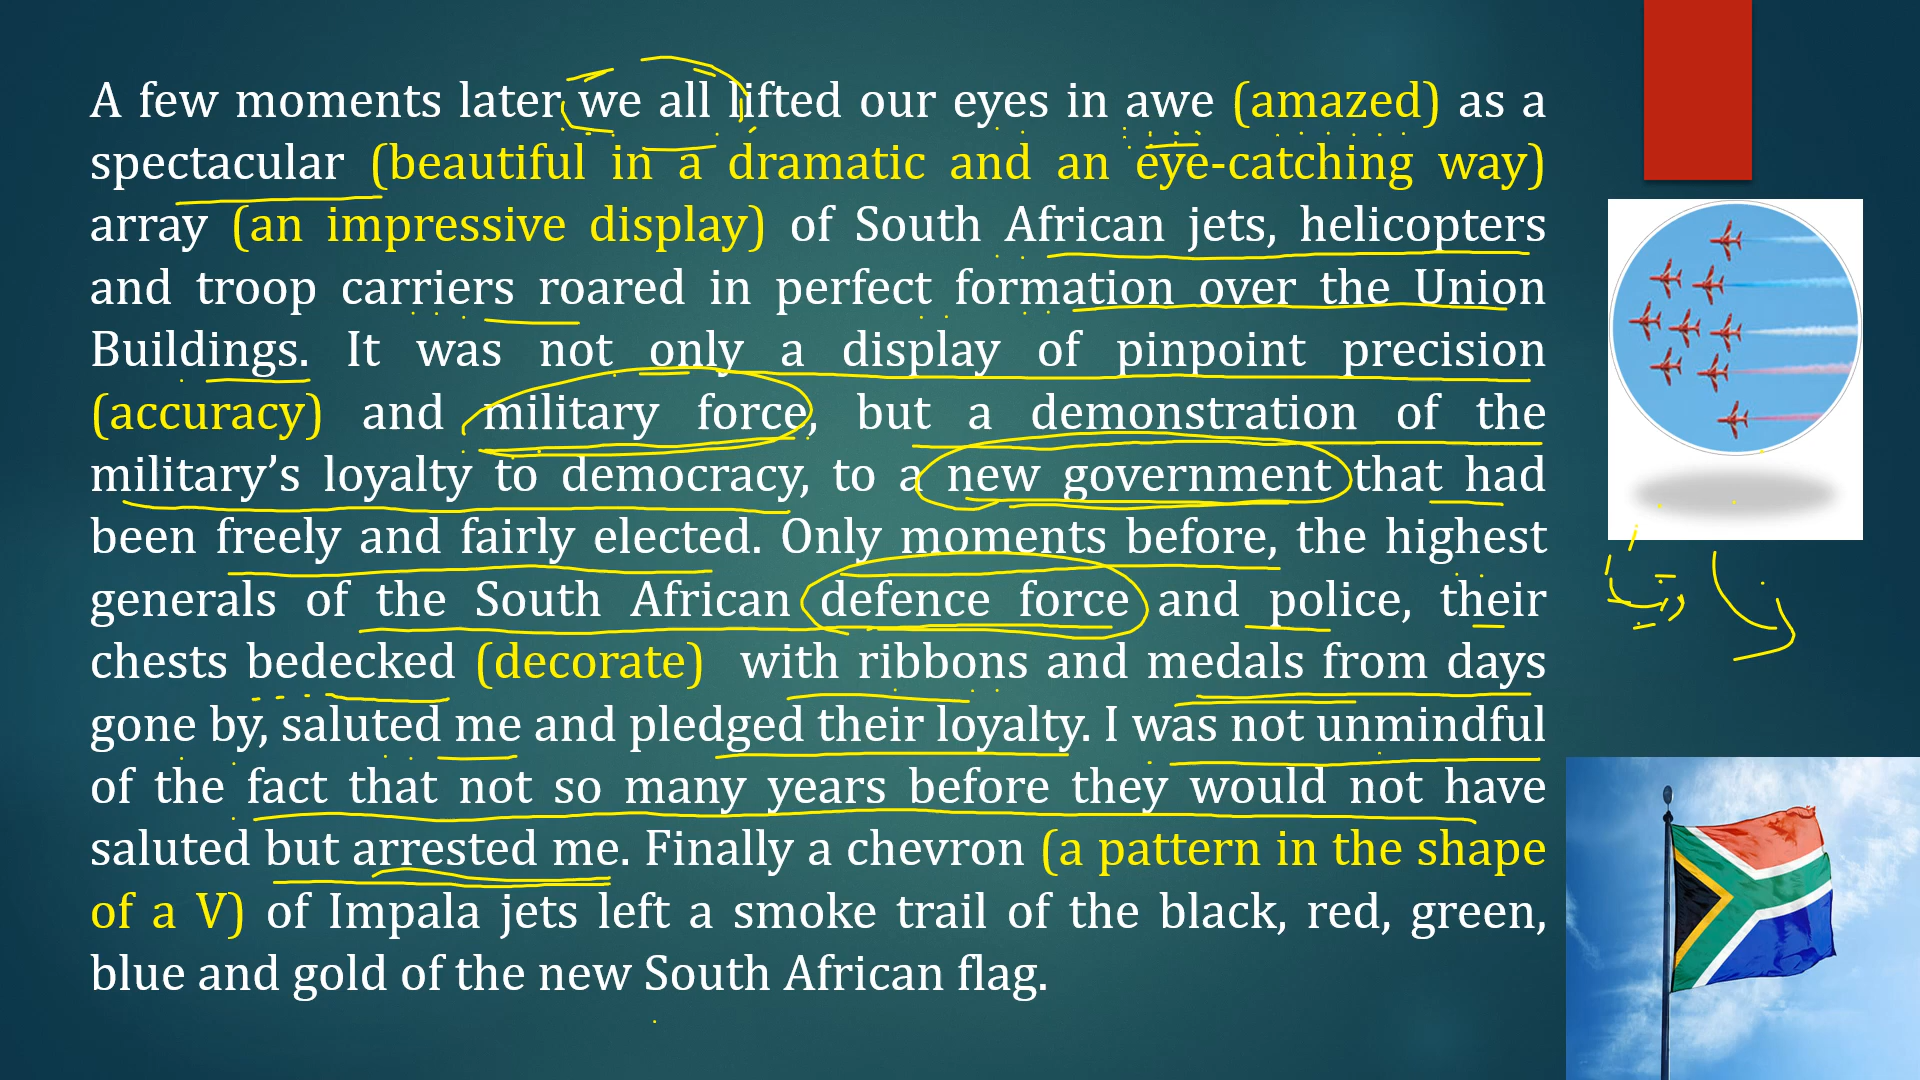 A few moments later we all lifted our eyes in awe (amazed) as a
spectacular (beautiful in a dramatic and an eye-catching way)
array (an impressive display) of South African jets, helicopters
and troop carriers roared in perfect formation over the Union
Buildings. It was not only a display of pinpoint precision
(accuracy) and military force, but a demonstration of the
military’s loyalty to democracy, to a new government that had
been freely and fairly elected. Only moments before, the highest
generals of the South African defence force and police, their
chests bedecked (decorate) with ribbons and medals from days
gone by, saluted me and pledged their loyalty. I was not unmindful
of the fact that not so many years before they would not have
saluted but arrested me. Finally a chevron (a pattern in the shape
of a V) of Impala jets left a smoke trail of the black, red, green,
blue and gold of the new South African flag.